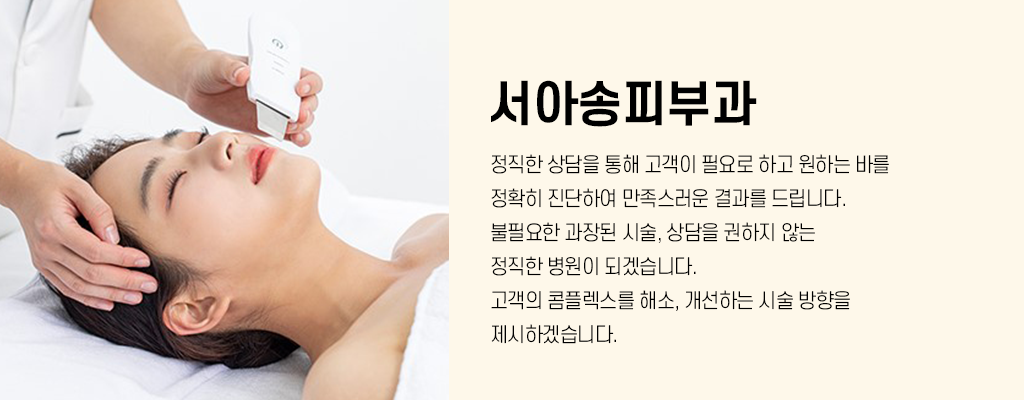 서아송피부과
정직한 상담을 통해 고객이 필요로 하고 원하는 바를
정확히 진단하여 만족스러운 결과를 드립니다.
불필요한 과장된 시술, 상담을 권하지 않는
정직한 병원이 되겠습니다.
고객의 콤플렉스를 해소, 개선하는 시술 방향을
제시하겠습니다.